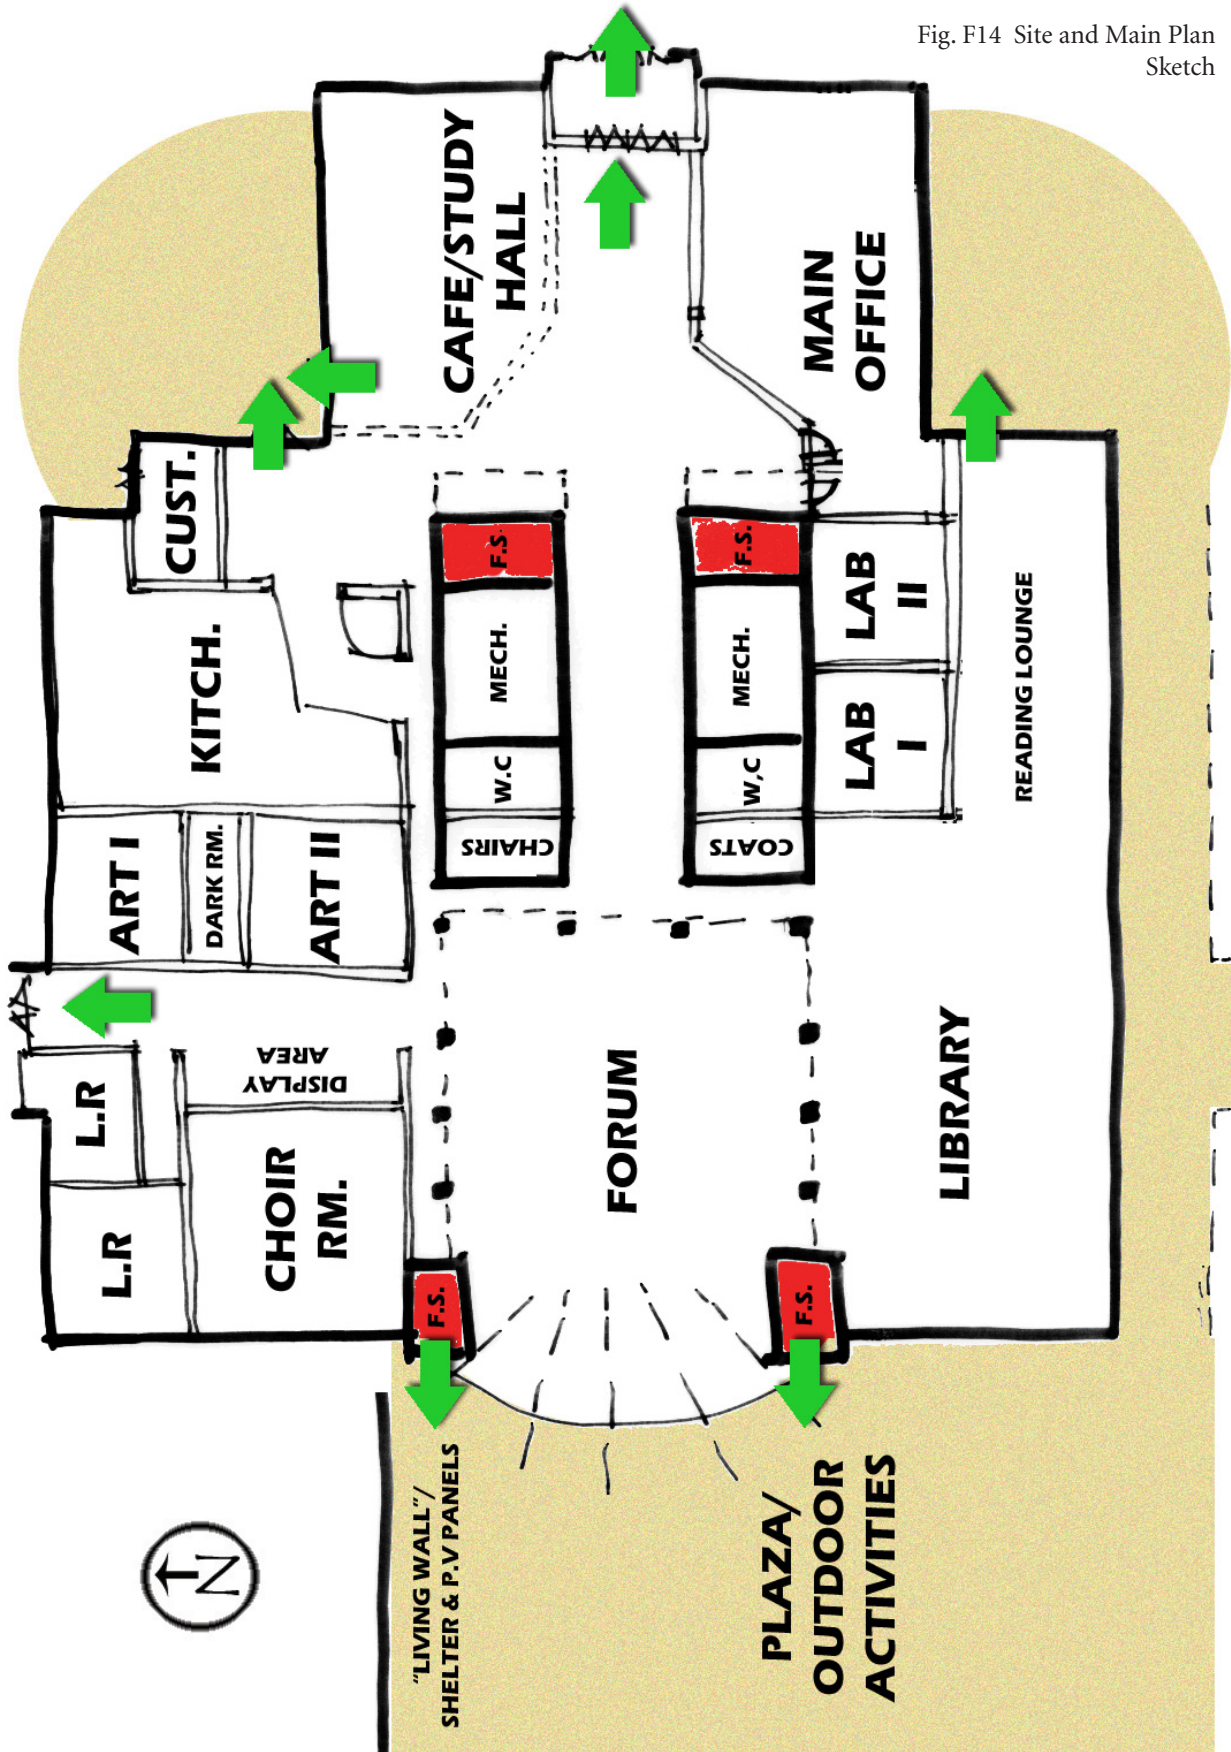 Fig. F14 Site and Main Plan
Sketch
CAFE/STUDY
HALL
MAIN
OFFICE
CUST.
F.S.
F.S.
KITCH.
MECH.
MECH.
LAB
II
READING LOUNGE
LAB
I
W.C
W,C
CHAIRS
COATS
ART I
DARK RM.
ART II
DISPLAY
AREA
L.R
L.R
CHOIR
RM.
FORUM
LIBRARY
F.S.
F.S.
N
"LIVING WALL"/
SHELTER & P.V PANELS
PLAZA/
OUTDOOR
ACTIVITIES